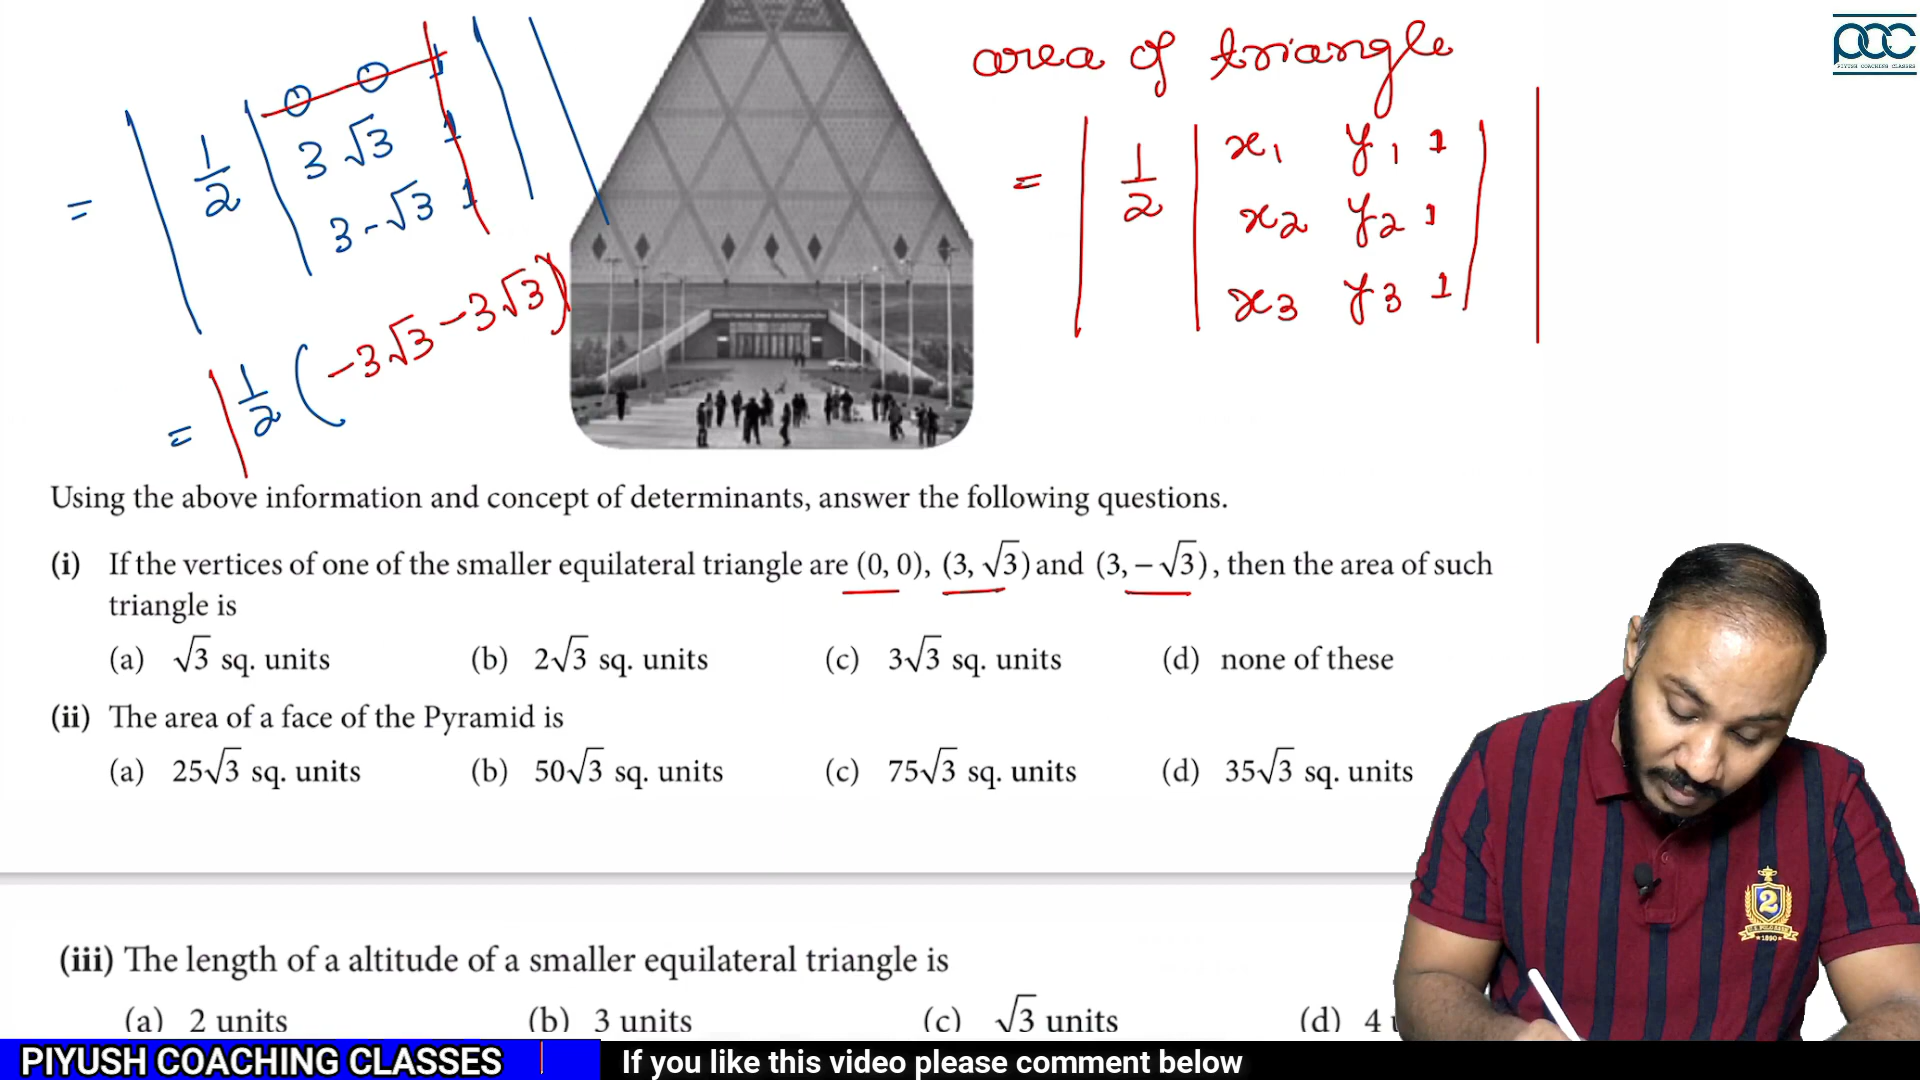 area of triangle
= | 1/2 | x₁ y₁ 1 | |
x₂ y₂ 1
x₃ y₃ 1
= | 1/2 | 0 0 1 | |
3 √3 1
3 -√3 1
= | 1/2 ( -3√3 - 3√3 )
pcc
PIYUSH COACHING CLASSES
Using the above information and concept of determinants, answer the following questions.
(i) If the vertices of one of the smaller equilateral triangle are (0, 0), (3, √3) and (3, −√3), then the area of such
triangle is
(a) √3 sq. units (b) 2√3 sq. units (c) 3√3 sq. units (d) none of these
(ii) The area of a face of the Pyramid is
(a) 25√3 sq. units (b) 50√3 sq. units (c) 75√3 sq. units (d) 35√3 sq. units
(iii) The length of a altitude of a smaller equilateral triangle is
(a) 2 units (b) 3 units (c) √3 units (d) 4
2
1890
PIYUSH COACHING CLASSES
If you like this video please comment below